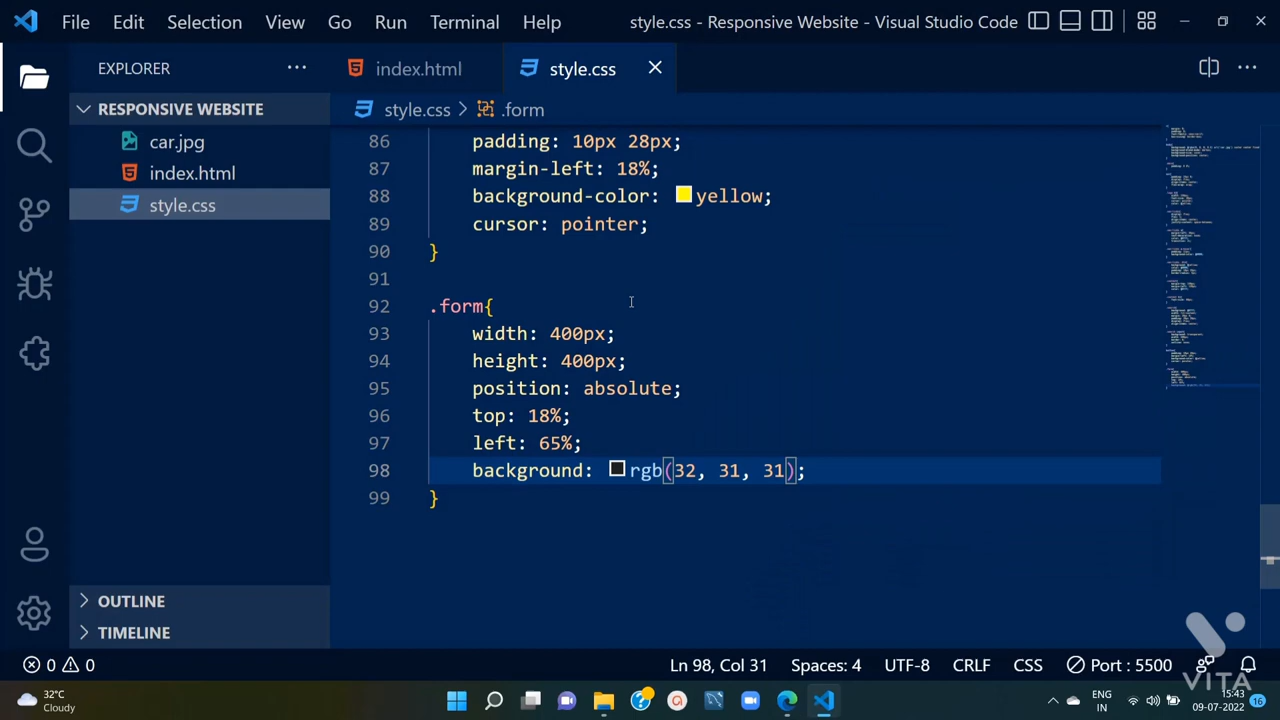 File Edit Selection View Go Run Terminal Help style.css - Responsive Website - Visual Studio Code
EXPLORER
index.html
style.css
RESPONSIVE WEBSITE
car.jpg
index.html
style.css
style.css > .form
86 padding: 10px 28px;
87 margin-left: 18%;
88 background-color: yellow;
89 cursor: pointer;
90 }
91
92 .form{
93 width: 400px;
94 height: 400px;
95 position: absolute;
96 top: 18%;
97 left: 65%;
98 background: rgb(32, 31, 31);
99 }
OUTLINE
TIMELINE
0 0 Ln 98, Col 31 Spaces: 4 UTF-8 CRLF CSS Port : 5500
VITA
32°C
Cloudy
ENG
IN
15:43
09-07-2022
16